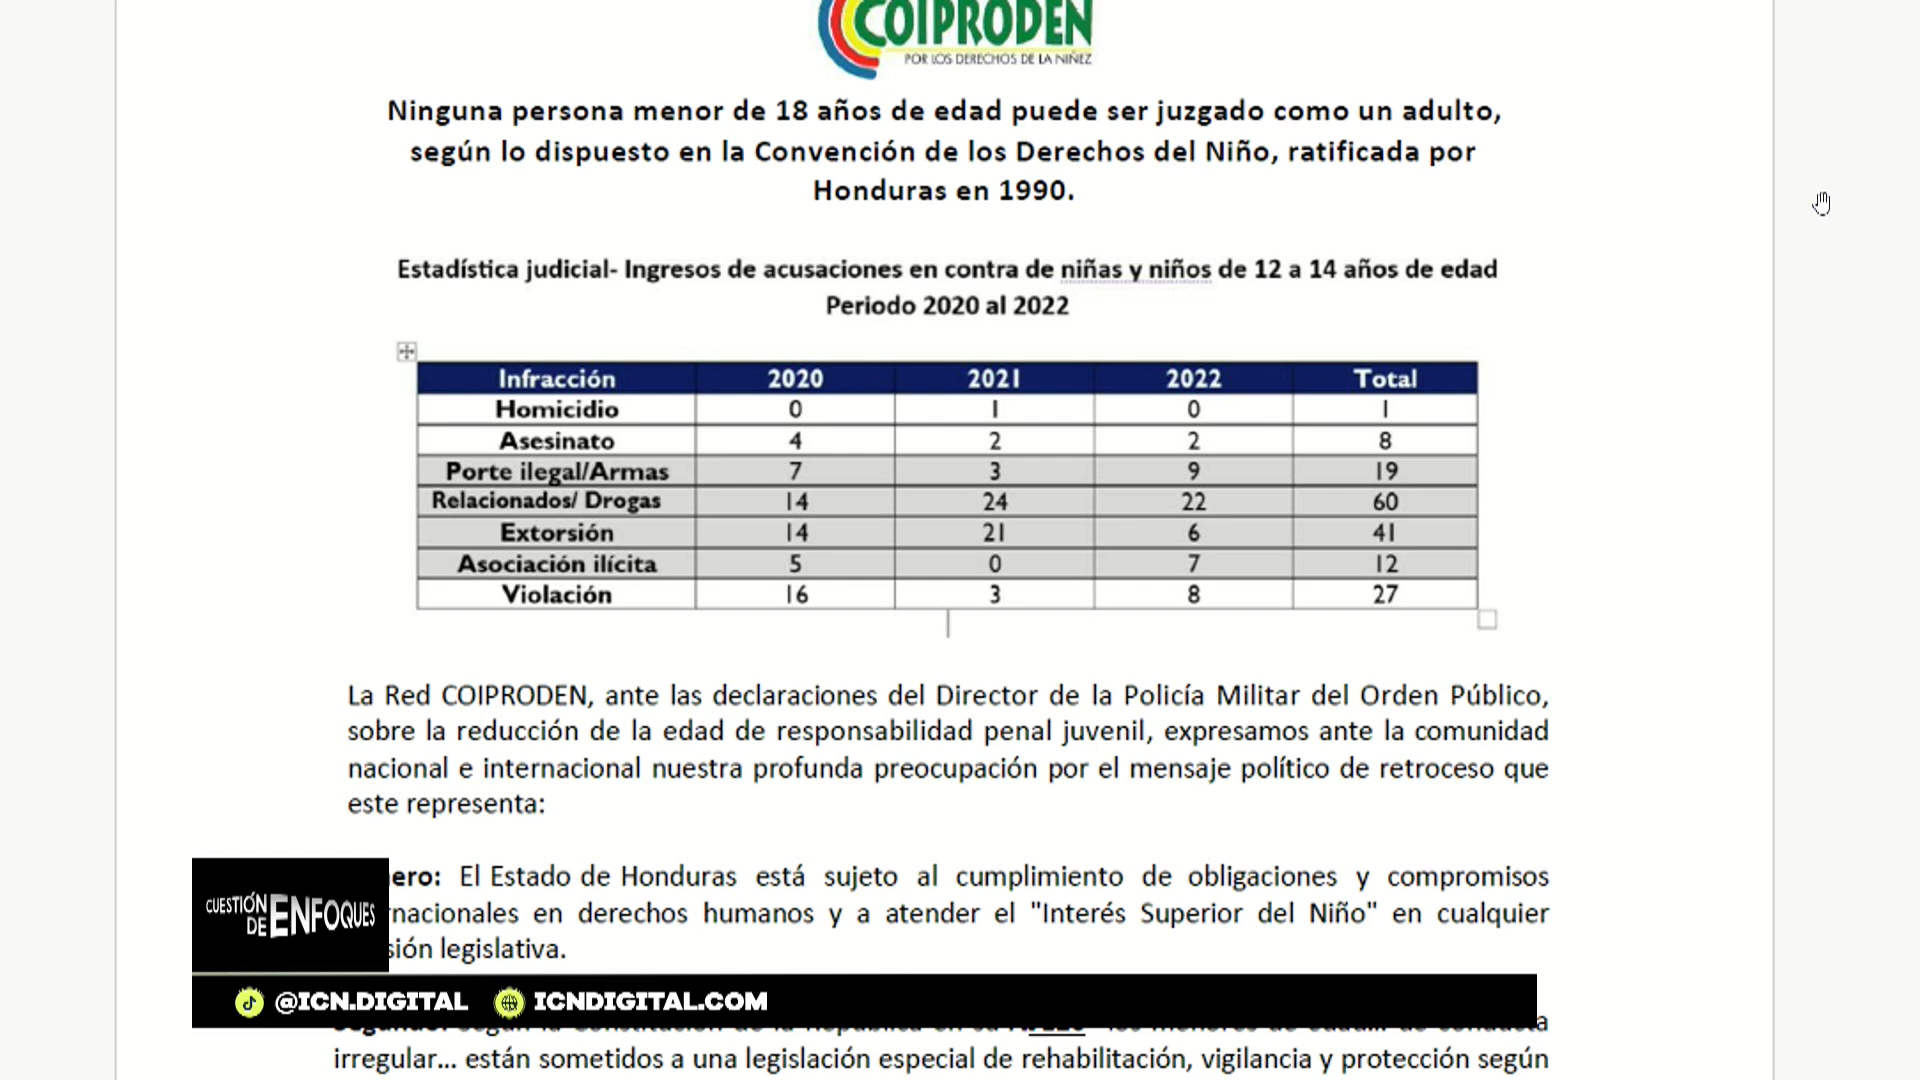 COIPRODEN
POR LOS DERECHOS DE LA NIÑEZ
Ninguna persona menor de 18 años de edad puede ser juzgado como un adulto,
según lo dispuesto en la Convención de los Derechos del Niño, ratificada por
Honduras en 1990.
Estadística judicial- Ingresos de acusaciones en contra de niñas y niños de 12 a 14 años de edad
Periodo 2020 al 2022
Infracción 2020 2021 2022 Total
Homicidio 0 1 0 1
Asesinato 4 2 2 8
Porte ilegal/Armas 7 3 9 19
Relacionados/ Drogas 14 24 22 60
Extorsión 14 21 6 41
Asociación ilícita 5 0 7 12
Violación 16 3 8 27
La Red COIPRODEN, ante las declaraciones del Director de la Policía Militar del Orden Público,
sobre la reducción de la edad de responsabilidad penal juvenil, expresamos ante la comunidad
nacional e internacional nuestra profunda preocupación por el mensaje político de retroceso que
este representa:
ero: El Estado de Honduras está sujeto al cumplimiento de obligaciones y compromisos
rnacionales en derechos humanos y a atender el "Interés Superior del Niño" en cualquier
sión legislativa.
CUESTIÓN DE ENFOQUES
@ICN.DIGITAL ICNDIGITAL.COM
irregular... están sometidos a una legislación especial de rehabilitación, vigilancia y protección según